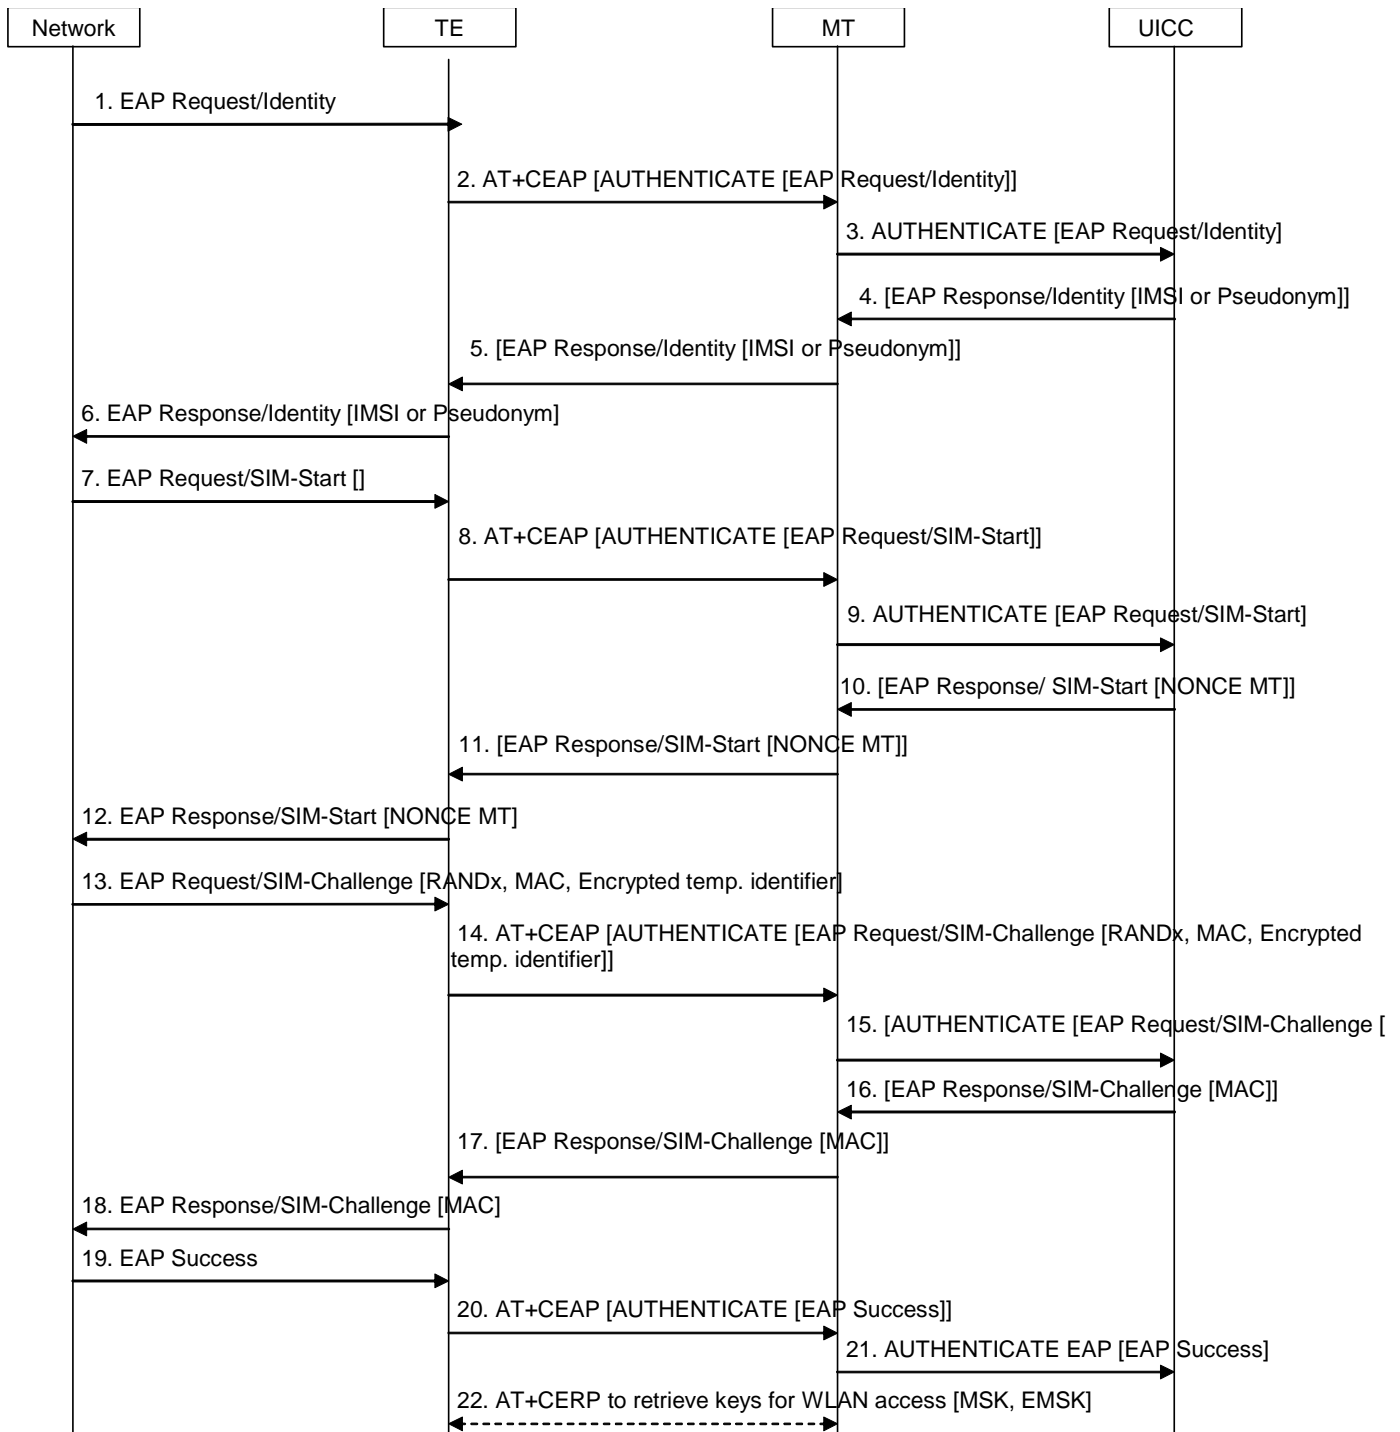 Network
TE
MT
UICC
1. EAP Request/Identity
2. AT+CEAP [AUTHENTICATE [EAP Request/Identity]]
3. AUTHENTICATE [EAP Request/Identity]
4. [EAP Response/Identity [IMSI or Pseudonym]]
5. [EAP Response/Identity [IMSI or Pseudonym]]
6. EAP Response/Identity [IMSI or Pseudonym]
7. EAP Request/SIM-Start []
8. AT+CEAP [AUTHENTICATE [EAP Request/SIM-Start]]
9. AUTHENTICATE [EAP Request/SIM-Start]
10. [EAP Response/ SIM-Start [NONCE MT]]
11. [EAP Response/SIM-Start [NONCE MT]]
12. EAP Response/SIM-Start [NONCE MT]
13. EAP Request/SIM-Challenge [RANDx, MAC, Encrypted temp. identifier]
14. AT+CEAP [AUTHENTICATE [EAP Request/SIM-Challenge [RANDx, MAC, Encrypted
temp. identifier]]
15. [AUTHENTICATE [EAP Request/SIM-Challenge [
16. [EAP Response/SIM-Challenge [MAC]]
17. [EAP Response/SIM-Challenge [MAC]]
18. EAP Response/SIM-Challenge [MAC]
19. EAP Success
20. AT+CEAP [AUTHENTICATE [EAP Success]]
21. AUTHENTICATE EAP [EAP Success]
22. AT+CERP to retrieve keys for WLAN access [MSK, EMSK]